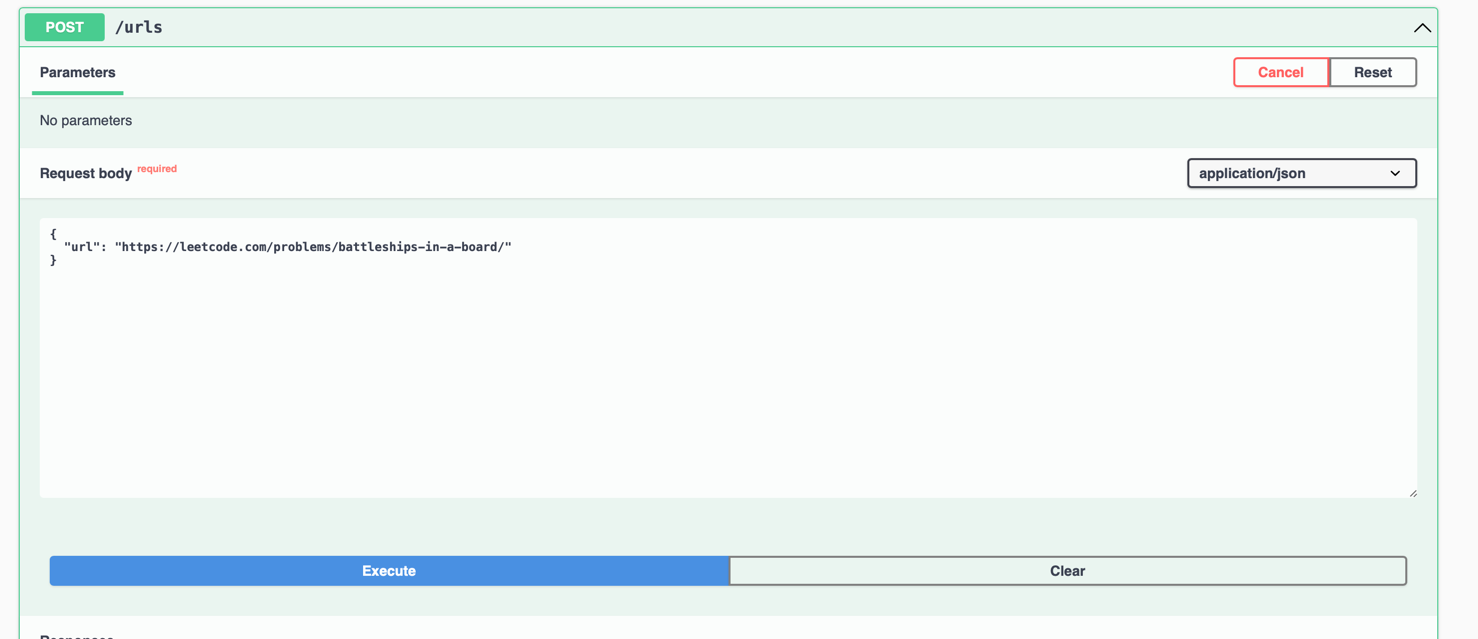 POST /urls
Parameters
Cancel Reset
No parameters
Request body required
application/json
{
"url": "https://leetcode.com/problems/battleships-in-a-board/"
}
Execute Clear
Responses